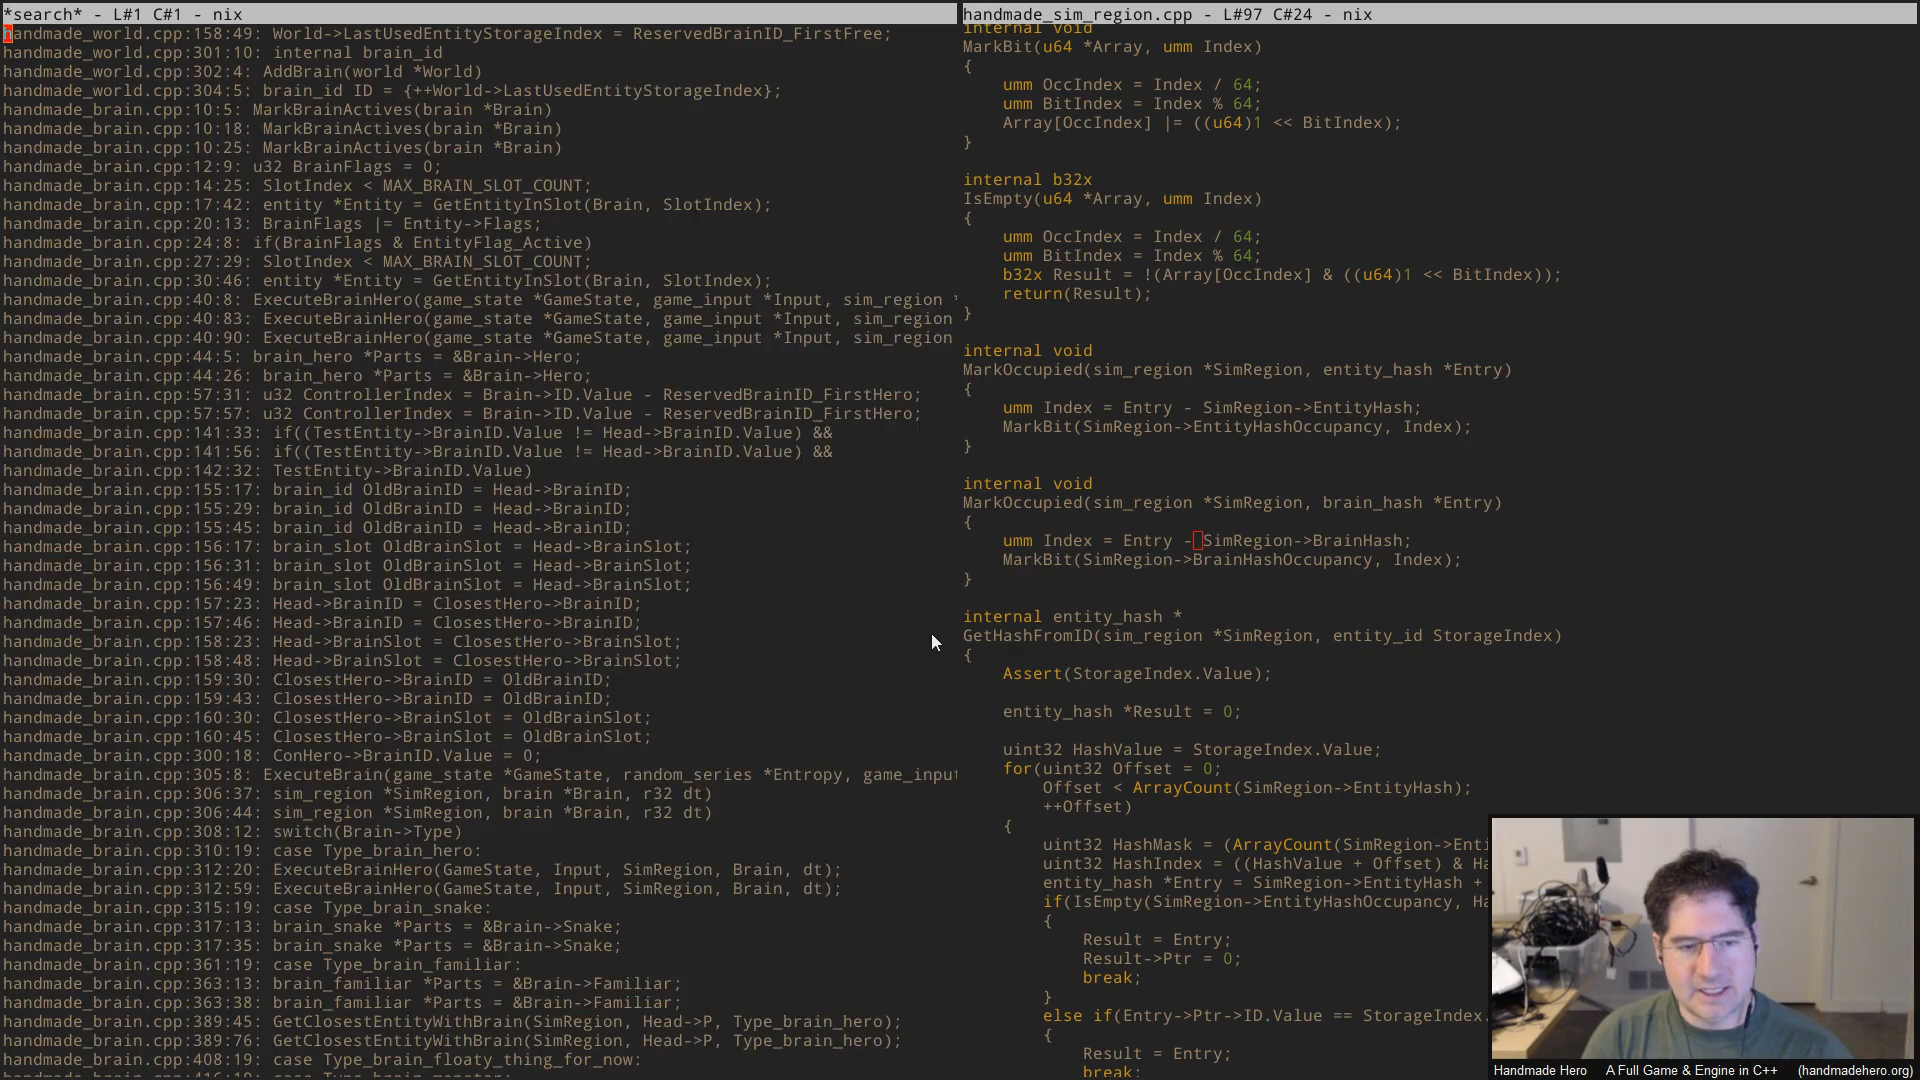 *search* - L#1 C#1 - nix
handmade_world.cpp:158:49: World->LastUsedEntityStorageIndex = ReservedBrainID_FirstFree;
handmade_world.cpp:301:10: internal brain_id
handmade_world.cpp:302:4: AddBrain(world *World)
handmade_world.cpp:304:5: brain_id ID = {++World->LastUsedEntityStorageIndex};
handmade_brain.cpp:10:5: MarkBrainActives(brain *Brain)
handmade_brain.cpp:10:18: MarkBrainActives(brain *Brain)
handmade_brain.cpp:10:25: MarkBrainActives(brain *Brain)
handmade_brain.cpp:12:9: u32 BrainFlags = 0;
handmade_brain.cpp:14:25: SlotIndex < MAX_BRAIN_SLOT_COUNT;
handmade_brain.cpp:17:42: entity *Entity = GetEntityInSlot(Brain, SlotIndex);
handmade_brain.cpp:20:13: BrainFlags |= Entity->Flags;
handmade_brain.cpp:24:8: if(BrainFlags & EntityFlag_Active)
handmade_brain.cpp:27:29: SlotIndex < MAX_BRAIN_SLOT_COUNT;
handmade_brain.cpp:30:46: entity *Entity = GetEntityInSlot(Brain, SlotIndex);
handmade_brain.cpp:40:8: ExecuteBrainHero(game_state *GameState, game_input *Input, sim_region
handmade_brain.cpp:40:83: ExecuteBrainHero(game_state *GameState, game_input *Input, sim_region
handmade_brain.cpp:40:90: ExecuteBrainHero(game_state *GameState, game_input *Input, sim_region
handmade_brain.cpp:44:5: brain_hero *Parts = &Brain->Hero;
handmade_brain.cpp:44:26: brain_hero *Parts = &Brain->Hero;
handmade_brain.cpp:57:31: u32 ControllerIndex = Brain->ID.Value - ReservedBrainID_FirstHero;
handmade_brain.cpp:57:57: u32 ControllerIndex = Brain->ID.Value - ReservedBrainID_FirstHero;
handmade_brain.cpp:141:33: if((TestEntity->BrainID.Value != Head->BrainID.Value) &&
handmade_brain.cpp:141:56: if((TestEntity->BrainID.Value != Head->BrainID.Value) &&
handmade_brain.cpp:142:32: TestEntity->BrainID.Value)
handmade_brain.cpp:155:17: brain_id OldBrainID = Head->BrainID;
handmade_brain.cpp:155:29: brain_id OldBrainID = Head->BrainID;
handmade_brain.cpp:155:45: brain_id OldBrainID = Head->BrainID;
handmade_brain.cpp:156:17: brain_slot OldBrainSlot = Head->BrainSlot;
handmade_brain.cpp:156:31: brain_slot OldBrainSlot = Head->BrainSlot;
handmade_brain.cpp:156:49: brain_slot OldBrainSlot = Head->BrainSlot;
handmade_brain.cpp:157:23: Head->BrainID = ClosestHero->BrainID;
handmade_brain.cpp:157:46: Head->BrainID = ClosestHero->BrainID;
handmade_brain.cpp:158:23: Head->BrainSlot = ClosestHero->BrainSlot;
handmade_brain.cpp:158:48: Head->BrainSlot = ClosestHero->BrainSlot;
handmade_brain.cpp:159:30: ClosestHero->BrainID = OldBrainID;
handmade_brain.cpp:159:43: ClosestHero->BrainID = OldBrainID;
handmade_brain.cpp:160:30: ClosestHero->BrainSlot = OldBrainSlot;
handmade_brain.cpp:160:45: ClosestHero->BrainSlot = OldBrainSlot;
handmade_brain.cpp:300:18: ConHero->BrainID.Value = 0;
handmade_brain.cpp:305:8: ExecuteBrain(game_state *GameState, random_series *Entropy, game_input
handmade_brain.cpp:306:37: sim_region *SimRegion, brain *Brain, r32 dt)
handmade_brain.cpp:306:44: sim_region *SimRegion, brain *Brain, r32 dt)
handmade_brain.cpp:308:12: switch(Brain->Type)
handmade_brain.cpp:310:19: case Type_brain_hero:
handmade_brain.cpp:312:20: ExecuteBrainHero(GameState, Input, SimRegion, Brain, dt);
handmade_brain.cpp:312:59: ExecuteBrainHero(GameState, Input, SimRegion, Brain, dt);
handmade_brain.cpp:315:19: case Type_brain_snake:
handmade_brain.cpp:317:13: brain_snake *Parts = &Brain->Snake;
handmade_brain.cpp:317:35: brain_snake *Parts = &Brain->Snake;
handmade_brain.cpp:361:19: case Type_brain_familiar:
handmade_brain.cpp:363:13: brain_familiar *Parts = &Brain->Familiar;
handmade_brain.cpp:363:38: brain_familiar *Parts = &Brain->Familiar;
handmade_brain.cpp:389:45: GetClosestEntityWithBrain(SimRegion, Head->P, Type_brain_hero);
handmade_brain.cpp:389:76: GetClosestEntityWithBrain(SimRegion, Head->P, Type_brain_hero);
handmade_brain.cpp:408:19: case Type_brain_floaty_thing_for_now:
handmade_sim_region.cpp - L#97 C#24 - nix
internal void
MarkBit(u64 *Array, umm Index)
{
umm OccIndex = Index / 64;
umm BitIndex = Index % 64;
Array[OccIndex] |= ((u64)1 << BitIndex);
}
internal b32x
IsEmpty(u64 *Array, umm Index)
{
umm OccIndex = Index / 64;
umm BitIndex = Index % 64;
b32x Result = !(Array[OccIndex] & ((u64)1 << BitIndex));
return(Result);
}
internal void
MarkOccupied(sim_region *SimRegion, entity_hash *Entry)
{
umm Index = Entry - SimRegion->EntityHash;
MarkBit(SimRegion->EntityHashOccupancy, Index);
}
internal void
MarkOccupied(sim_region *SimRegion, brain_hash *Entry)
{
umm Index = Entry - SimRegion->BrainHash;
MarkBit(SimRegion->BrainHashOccupancy, Index);
}
internal entity_hash *
GetHashFromID(sim_region *SimRegion, entity_id StorageIndex)
{
Assert(StorageIndex.Value);
entity_hash *Result = 0;
uint32 HashValue = StorageIndex.Value;
for(uint32 Offset = 0;
Offset < ArrayCount(SimRegion->EntityHash);
++Offset)
{
uint32 HashMask = (ArrayCount(SimRegion->Enti
uint32 HashIndex = ((HashValue + Offset) & Ha
entity_hash *Entry = SimRegion->EntityHash +
if(IsEmpty(SimRegion->EntityHashOccupancy, Ha
{
Result = Entry;
Result->Ptr = 0;
break;
}
else if(Entry->Ptr->ID.Value == StorageIndex.
{
Result = Entry;
break;
Handmade Hero A Full Game & Engine in C++ (handmadehero.org)